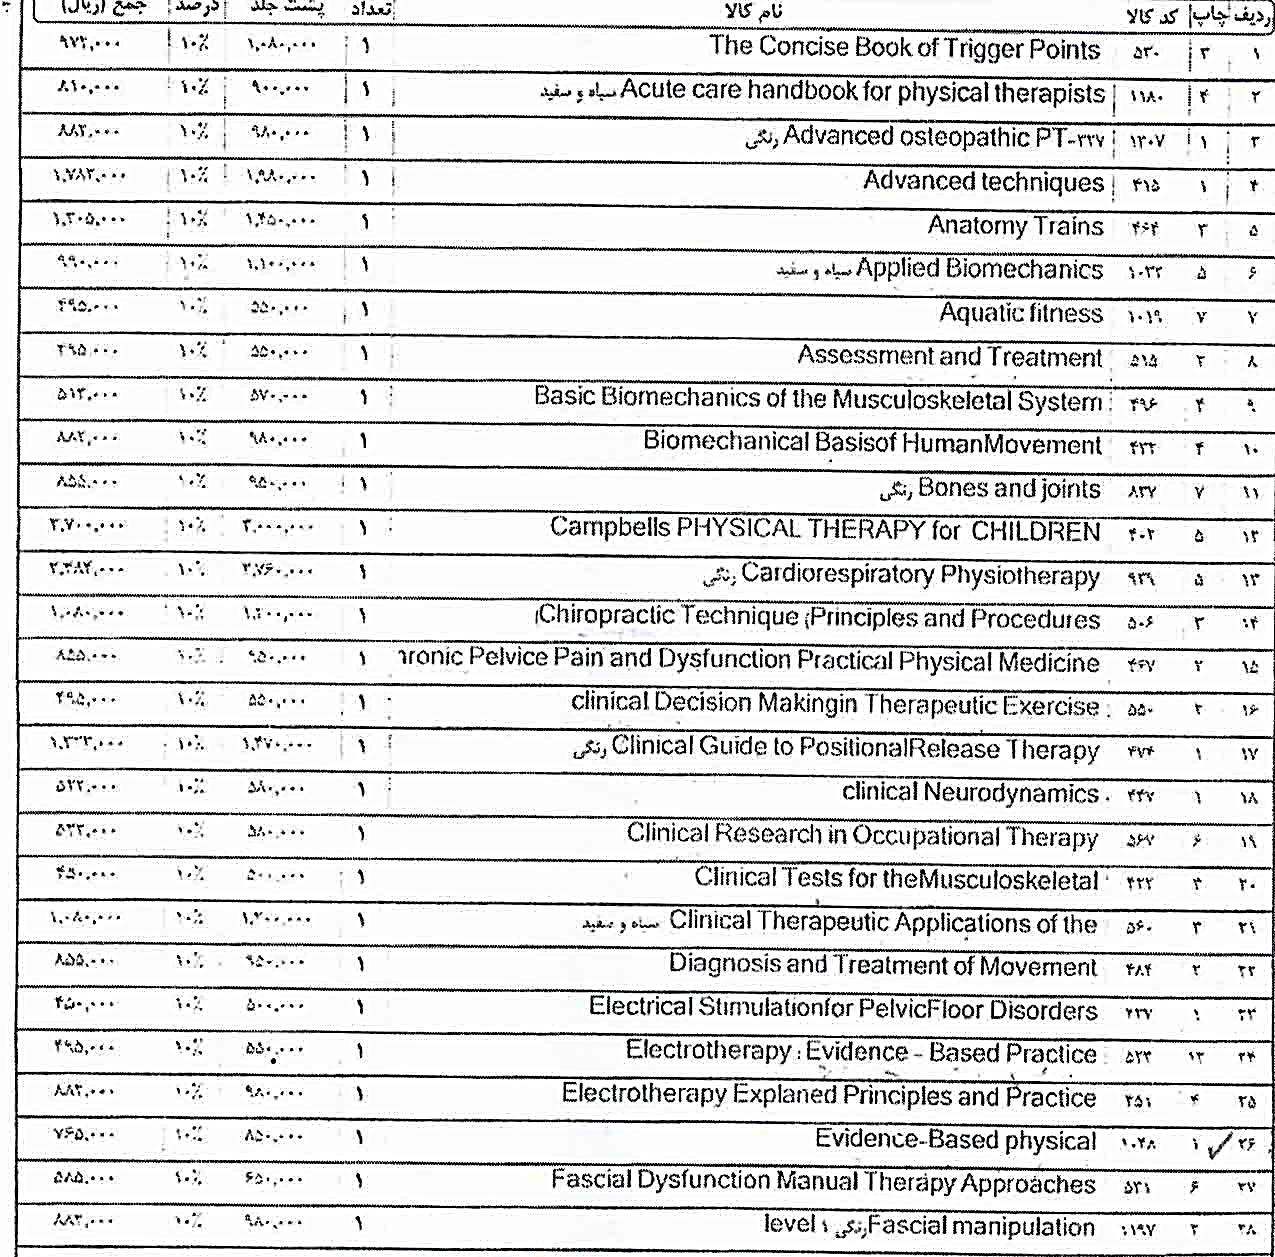 ردیف چاپ کد کالا نام کالا تعداد پشت جلد درصد جمع (ریال)
۱ ۳ ۵۳۰ The Concise Book of Trigger Points ۱ ۱,۰۸۰,۰۰۰ ۱۰% ۹۷۲,۰۰۰
۲ ۴ ۱۱۸۰ Acute care handbook for physical therapists سیاه و سفید ۱ ۹۰۰,۰۰۰ ۱۰% ۸۱۰,۰۰۰
۳ ۱ ۱۳۰۷ Advanced osteopathic PT-۳۳۷ رنگی ۱ ۹۸۰,۰۰۰ ۱۰% ۸۸۲,۰۰۰
۴ ۱ ۴۱۵ Advanced techniques ۱ ۱,۹۸۰,۰۰۰ ۱۰% ۱,۷۸۲,۰۰۰
۵ ۳ ۴۶۴ Anatomy Trains ۱ ۱,۴۵۰,۰۰۰ ۱۰% ۱,۳۰۵,۰۰۰
۶ ۵ ۱۰۳۲ Applied Biomechanics سیاه و سفید ۱ ۱,۱۰۰,۰۰۰ ۱۰% ۹۹۰,۰۰۰
۷ ۷ ۱۰۱۹ Aquatic fitness ۱ ۵۵۰,۰۰۰ ۱۰% ۴۹۵,۰۰۰
۸ ۲ ۵۱۵ Assessment and Treatment ۱ ۵۵۰,۰۰۰ ۱۰% ۴۹۵,۰۰۰
۹ ۴ ۴۹۶ Basic Biomechanics of the Musculoskeletal System ۱ ۵۷۰,۰۰۰ ۱۰% ۵۱۳,۰۰۰
۱۰ ۴ ۴۳۲ Biomechanical Basisof HumanMovement ۱ ۹۸۰,۰۰۰ ۱۰% ۸۸۲,۰۰۰
۱۱ ۷ ۸۳۷ Bones and joints رنگی ۱ ۹۵۰,۰۰۰ ۱۰% ۸۵۵,۰۰۰
۱۲ ۵ ۴۰۲ Campbells PHYSICAL THERAPY for CHILDREN ۱ ۳,۰۰۰,۰۰۰ ۱۰% ۲,۷۰۰,۰۰۰
۱۳ ۵ ۹۳۹ Cardiorespiratory Physiotherapy رنگی ۱ ۲,۷۶۰,۰۰۰ ۱۰% ۲,۴۸۴,۰۰۰
۱۴ ۳ ۵۰۶ Chiropractic Technique (Principles and Procedures ۱ ۱,۲۰۰,۰۰۰ ۱۰% ۱,۰۸۰,۰۰۰
۱۵ ۲ ۴۶۷ ronic Pelvice Pain and Dysfunction Practical Physical Medicine ۱ ۹۵۰,۰۰۰ ۱۰% ۸۵۵,۰۰۰
۱۶ ۲ ۵۵۰ clinical Decision Makingin Therapeutic Exercise ۱ ۵۵۰,۰۰۰ ۱۰% ۴۹۵,۰۰۰
۱۷ ۱ ۴۷۴ Clinical Guide to PositionalRelease Therapy رنگی ۱ ۱,۴۷۰,۰۰۰ ۱۰% ۱,۳۲۳,۰۰۰
۱۸ ۱ ۴۴۷ clinical Neurodynamics ۱ ۵۸۰,۰۰۰ ۱۰% ۵۲۲,۰۰۰
۱۹ ۶ ۵۶۷ Clinical Research in Occupational Therapy ۱ ۵۸۰,۰۰۰ ۱۰% ۵۲۲,۰۰۰
۲۰ ۳ ۴۲۲ Clinical Tests for theMusculoskeletal ۱ ۵۰۰,۰۰۰ ۱۰% ۴۵۰,۰۰۰
۲۱ ۳ ۵۶۰ Clinical Therapeutic Applications of the سیاه و سفید ۱ ۱,۲۰۰,۰۰۰ ۱۰% ۱,۰۸۰,۰۰۰
۲۲ ۲ ۴۸۴ Diagnosis and Treatment of Movement ۱ ۹۵۰,۰۰۰ ۱۰% ۸۵۵,۰۰۰
۲۳ ۱ Electrical Stimulationfor PelvicFloor Disorders ۱ ۵۰۰,۰۰۰ ۱۰% ۴۵۰,۰۰۰
۲۴ ۱۲ ۵۲۳ Electrotherapy : Evidence - Based Practice ۱ ۵۵۰,۰۰۰ ۱۰% ۴۹۵,۰۰۰
۲۵ ۴ ۲۵۱ Electrotherapy Explaned Principles and Practice ۱ ۹۸۰,۰۰۰ ۱۰% ۸۸۲,۰۰۰
۲۶ ۱ ۱۰۴۸ Evidence-Based physical ۱ ۸۵۰,۰۰۰ ۱۰% ۷۶۵,۰۰۰
۲۷ ۶ ۵۲۱ Fascial Dysfunction Manual Therapy Approaches ۱ ۶۵۰,۰۰۰ ۱۰% ۵۸۵,۰۰۰
۲۸ ۲ ۱۱۹۷ Fascial manipulation رنگی level ۱ ۱ ۹۸۰,۰۰۰ ۱۰% ۸۸۲,۰۰۰